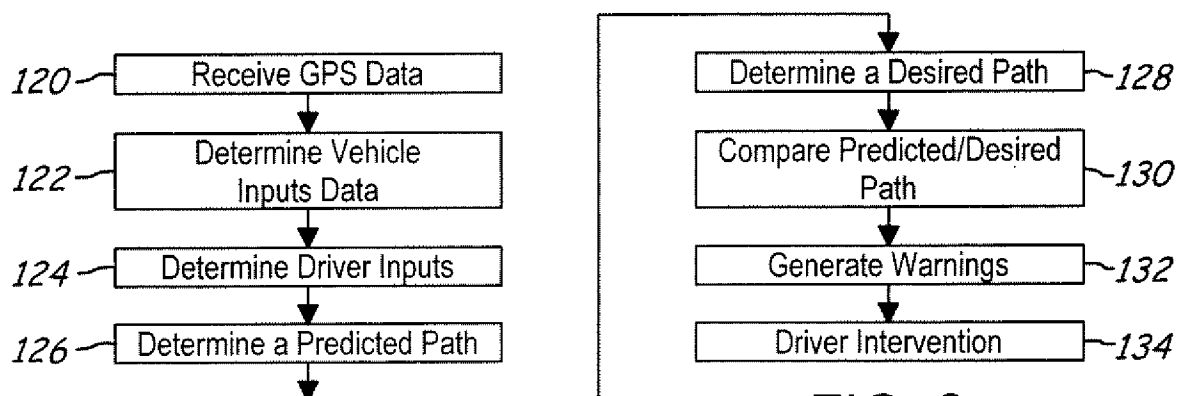 120
Receive GPS Data
122
Determine Vehicle
Inputs Data
124
Determine Driver Inputs
126
Determine a Predicted Path
Determine a Desired Path
128
Compare Predicted/Desired
Path
130
Generate Warnings
132
Driver Intervention
134